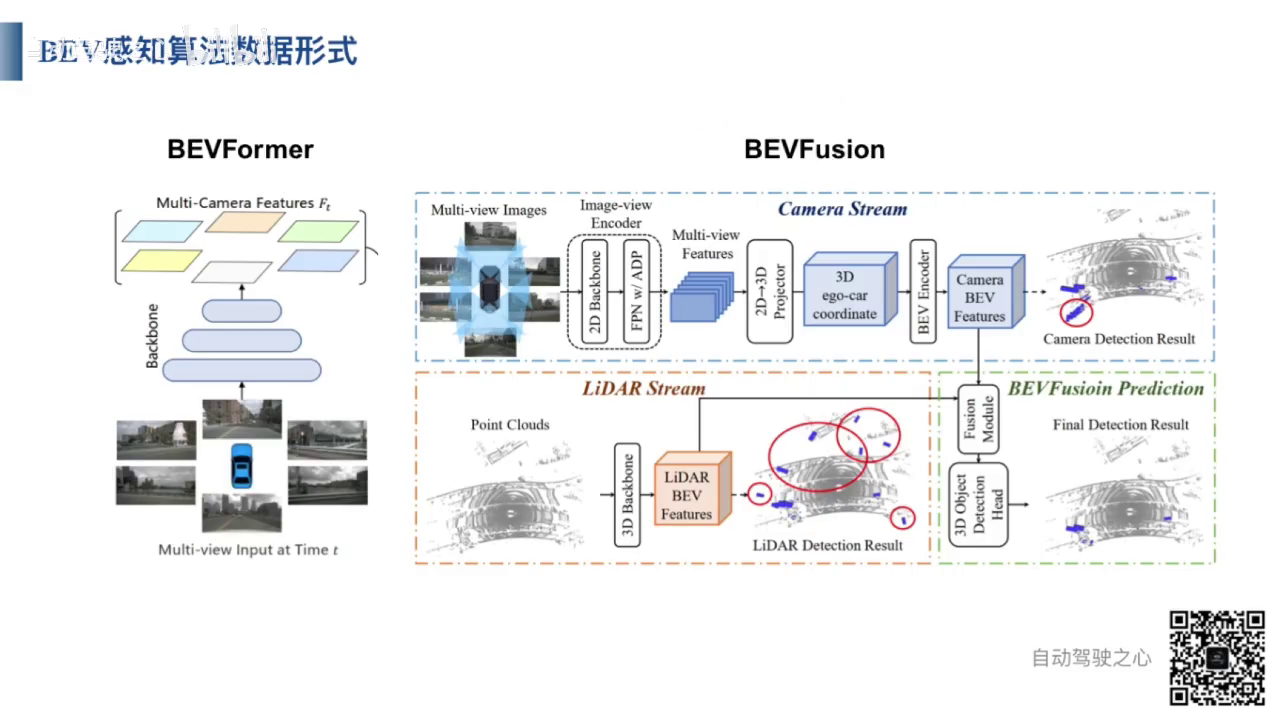 BEV感知算法数据形式
BEVFormer
BEVFusion
Multi-Camera Features Fₜ
Backbone
Multi-view Input at Time t
Camera Stream
Multi-view Images
Image-view
Encoder
2D Backbone
FPN w/ ADP
Multi-view
Features
2D→3D
Projector
3D
ego-car
coordinate
BEV Encoder
Camera
BEV
Features
Camera Detection Result
LiDAR Stream
Point Clouds
3D Backbone
LiDAR
BEV
Features
LiDAR Detection Result
BEVFusioin Prediction
Fusion
Module
3D Object
Detection
Head
Final Detection Result
自动驾驶之心